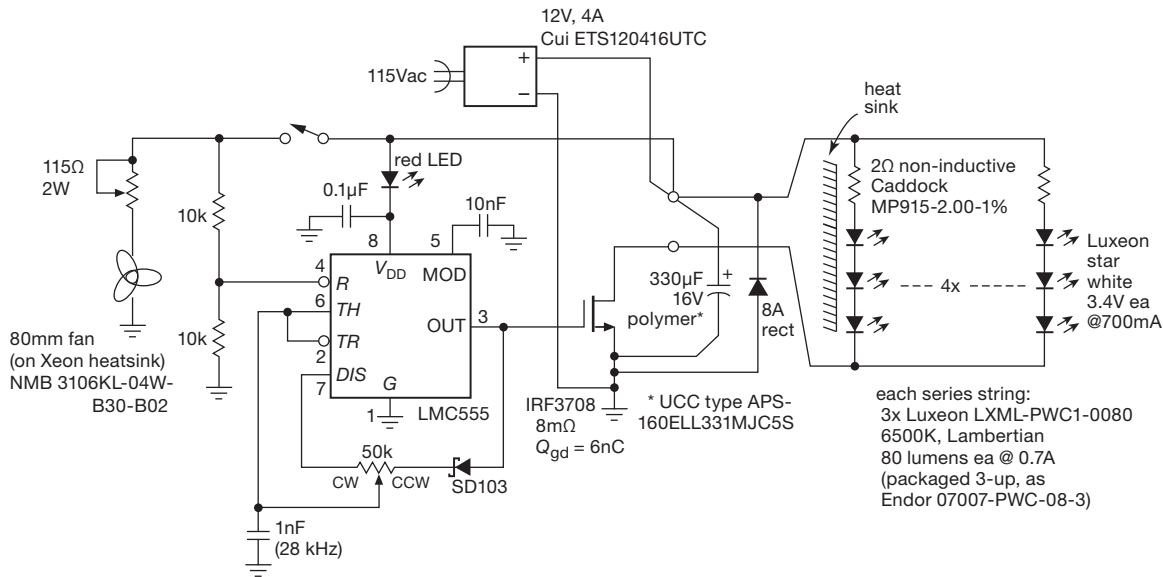 12V, 4A
Cui ETS120416UTC
115Vac
+
−
heat
sink
115Ω
2W
red LED
0.1µF
10nF
2Ω non-inductive
Caddock
MP915-2.00-1%
10k
8
5
VDD
MOD
4
R
6
TH
TR
2
DIS
7
OUT
3
G
1
LMC555
330µF
16V
polymer*
+
8A
rect
4x
Luxeon
star
white
3.4V ea
@700mA
10k
80mm fan
(on Xeon heatsink)
NMB 3106KL-04W-
B30-B02
IRF3708
8mΩ
Qgd = 6nC
* UCC type APS-
160ELL331MJC5S
50k
CW
CCW
SD103
1nF
(28 kHz)
each series string:
3x Luxeon LXML-PWC1-0080
6500K, Lambertian
80 lumens ea @ 0.7A
(packaged 3-up, as
Endor 07007-PWC-08-3)